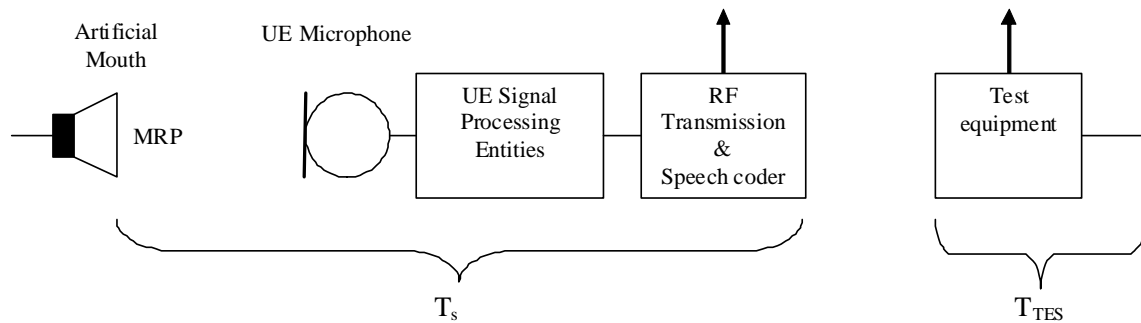 Artificial
Mouth
UE Microphone
MRP
UE Signal
Processing
Entities
RF
Transmission
&
Speech coder
Test
equipment
Ts
TTES